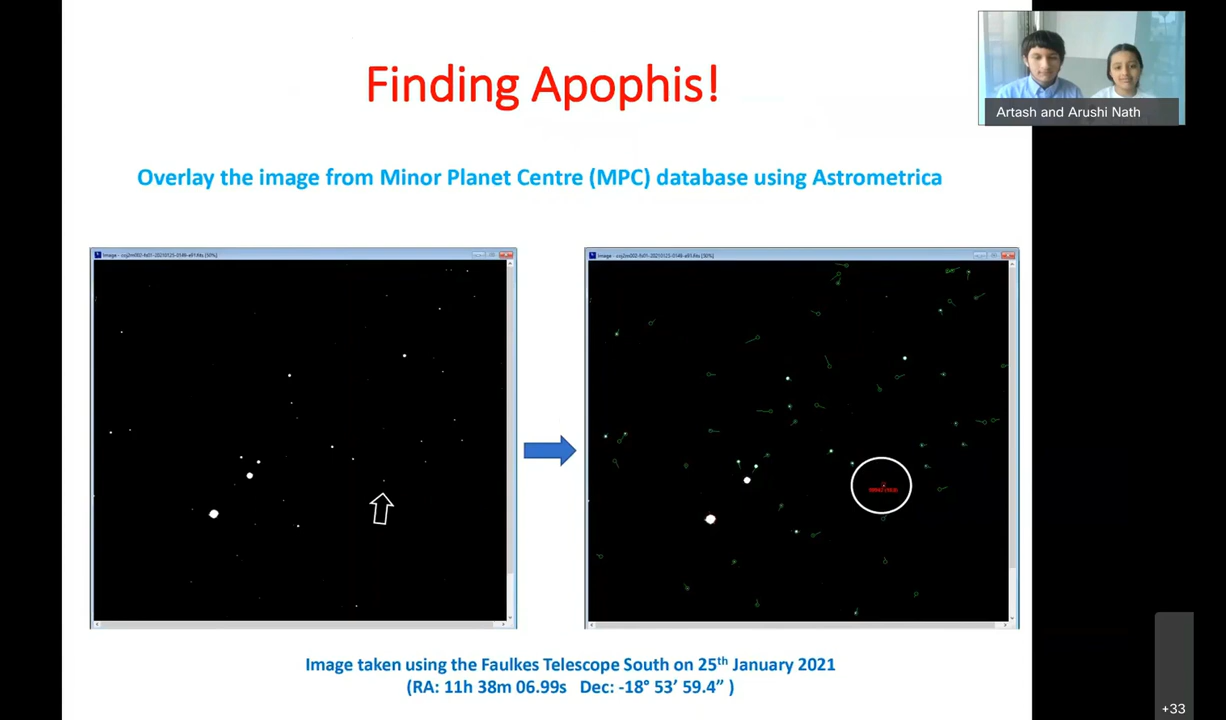 Finding Apophis!
Artash and Arushi Nath
Overlay the image from Minor Planet Centre (MPC) database using Astrometrica
Image taken using the Faulkes Telescope South on 25th January 2021
(RA: 11h 38m 06.99s Dec: -18° 53’ 59.4” )
+33